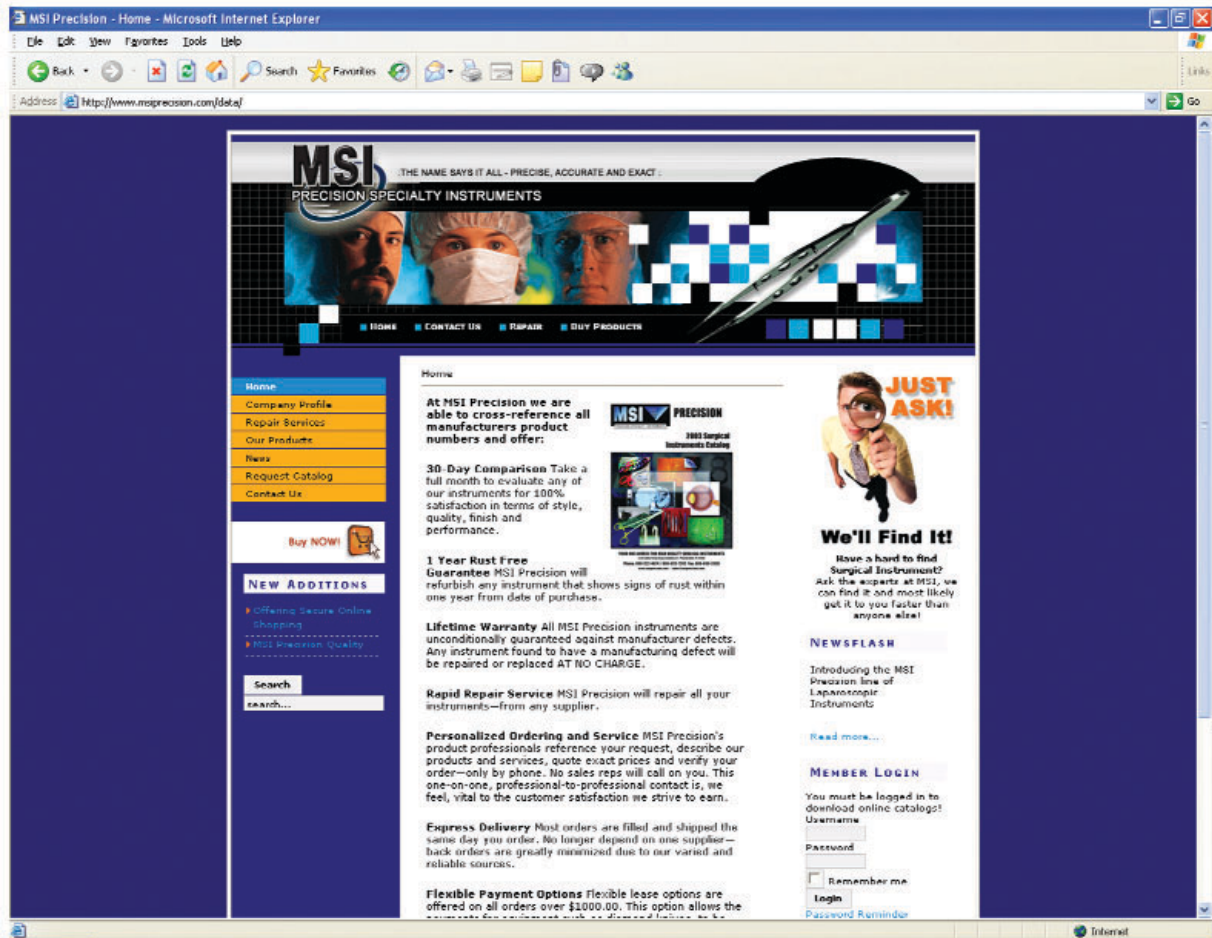 MSI Precision - Home - Microsoft Internet Explorer
File Edit View Favorites Tools Help
Back Search Favorites Links
Address http://www.msiprecision.com/data/ Go
MSI
.THE NAME SAYS IT ALL - PRECISE, ACCURATE AND EXACT :
PRECISION SPECIALTY INSTRUMENTS
HOME CONTACT US REPAIR BUY PRODUCTS
Home
Company Profile
Repair Services
Our Products
News
Request Catalog
Contact Us
Buy NOW!
NEW ADDITIONS
Offering Secure Online
Shopping
MSI Precision Quality
Search
search...
Home
At MSI Precision we are
able to cross-reference all
manufacturers product
numbers and offer:
30-Day Comparison Take a
full month to evaluate any of
our instruments for 100%
satisfaction in terms of style,
quality, finish and
performance.
1 Year Rust Free
Guarantee MSI Precision will
refurbish any instrument that shows signs of rust within
one year from date of purchase.
Lifetime Warranty All MSI Precision instruments are
unconditionally guaranteed against manufacturer defects.
Any instrument found to have a manufacturing defect will
be repaired or replaced AT NO CHARGE.
Rapid Repair Service MSI Precision will repair all your
instruments—from any supplier.
Personalized Ordering and Service MSI Precision's
product professionals reference your request, describe our
products and services, quote exact prices and verify your
order—only by phone. No sales reps will call on you. This
one-on-one, professional-to-professional contact is, we
feel, vital to the customer satisfaction we strive to earn.
Express Delivery Most orders are filled and shipped the
same day you order. No longer depend on one supplier—
back orders are greatly minimized due to our varied and
reliable sources.
Flexible Payment Options Flexible lease options are
offered on all orders over $1000.00. This option allows the
MSI PRECISION
2003 Surgical
Instruments Catalog
JUST
ASK!
We'll Find It!
Have a hard to find
Surgical Instrument?
Ask the experts at MSI, we
can find it and most likely
get it to you faster than
anyone else!
NEWSFLASH
Introducing the MSI
Precision line of
Laparoscopic
Instruments
Read more...
MEMBER LOGIN
You must be logged in to
download online catalogs!
Username
Password
Remember me
Login
Password Reminder
Internet